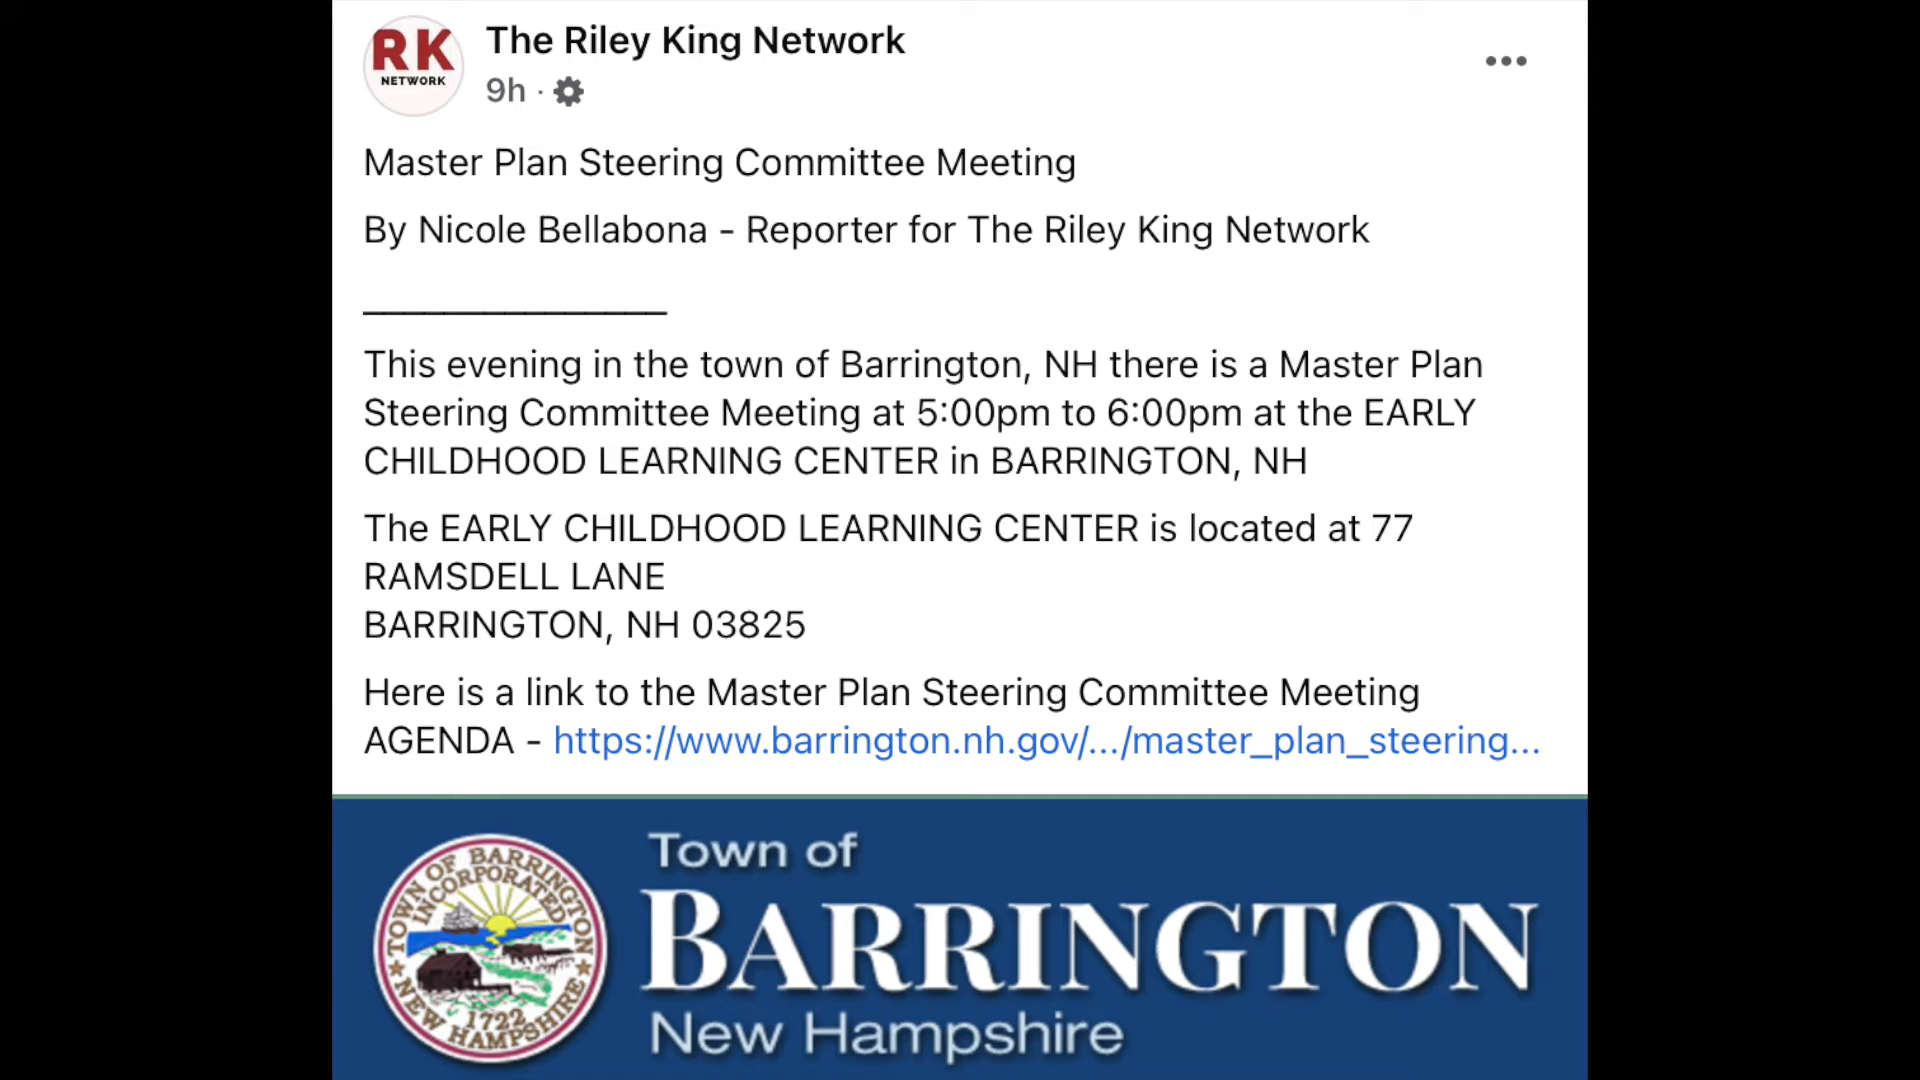 RK
NETWORK
The Riley King Network
9h ·
Master Plan Steering Committee Meeting
By Nicole Bellabona - Reporter for The Riley King Network
_______________
This evening in the town of Barrington, NH there is a Master Plan
Steering Committee Meeting at 5:00pm to 6:00pm at the EARLY
CHILDHOOD LEARNING CENTER in BARRINGTON, NH
The EARLY CHILDHOOD LEARNING CENTER is located at 77
RAMSDELL LANE
BARRINGTON, NH 03825
Here is a link to the Master Plan Steering Committee Meeting
AGENDA - https://www.barrington.nh.gov/.../master_plan_steering...
TOWN OF BARRINGTON
INCORPORATED
1722
NEW HAMPSHIRE
Town of
BARRINGTON
New Hampshire